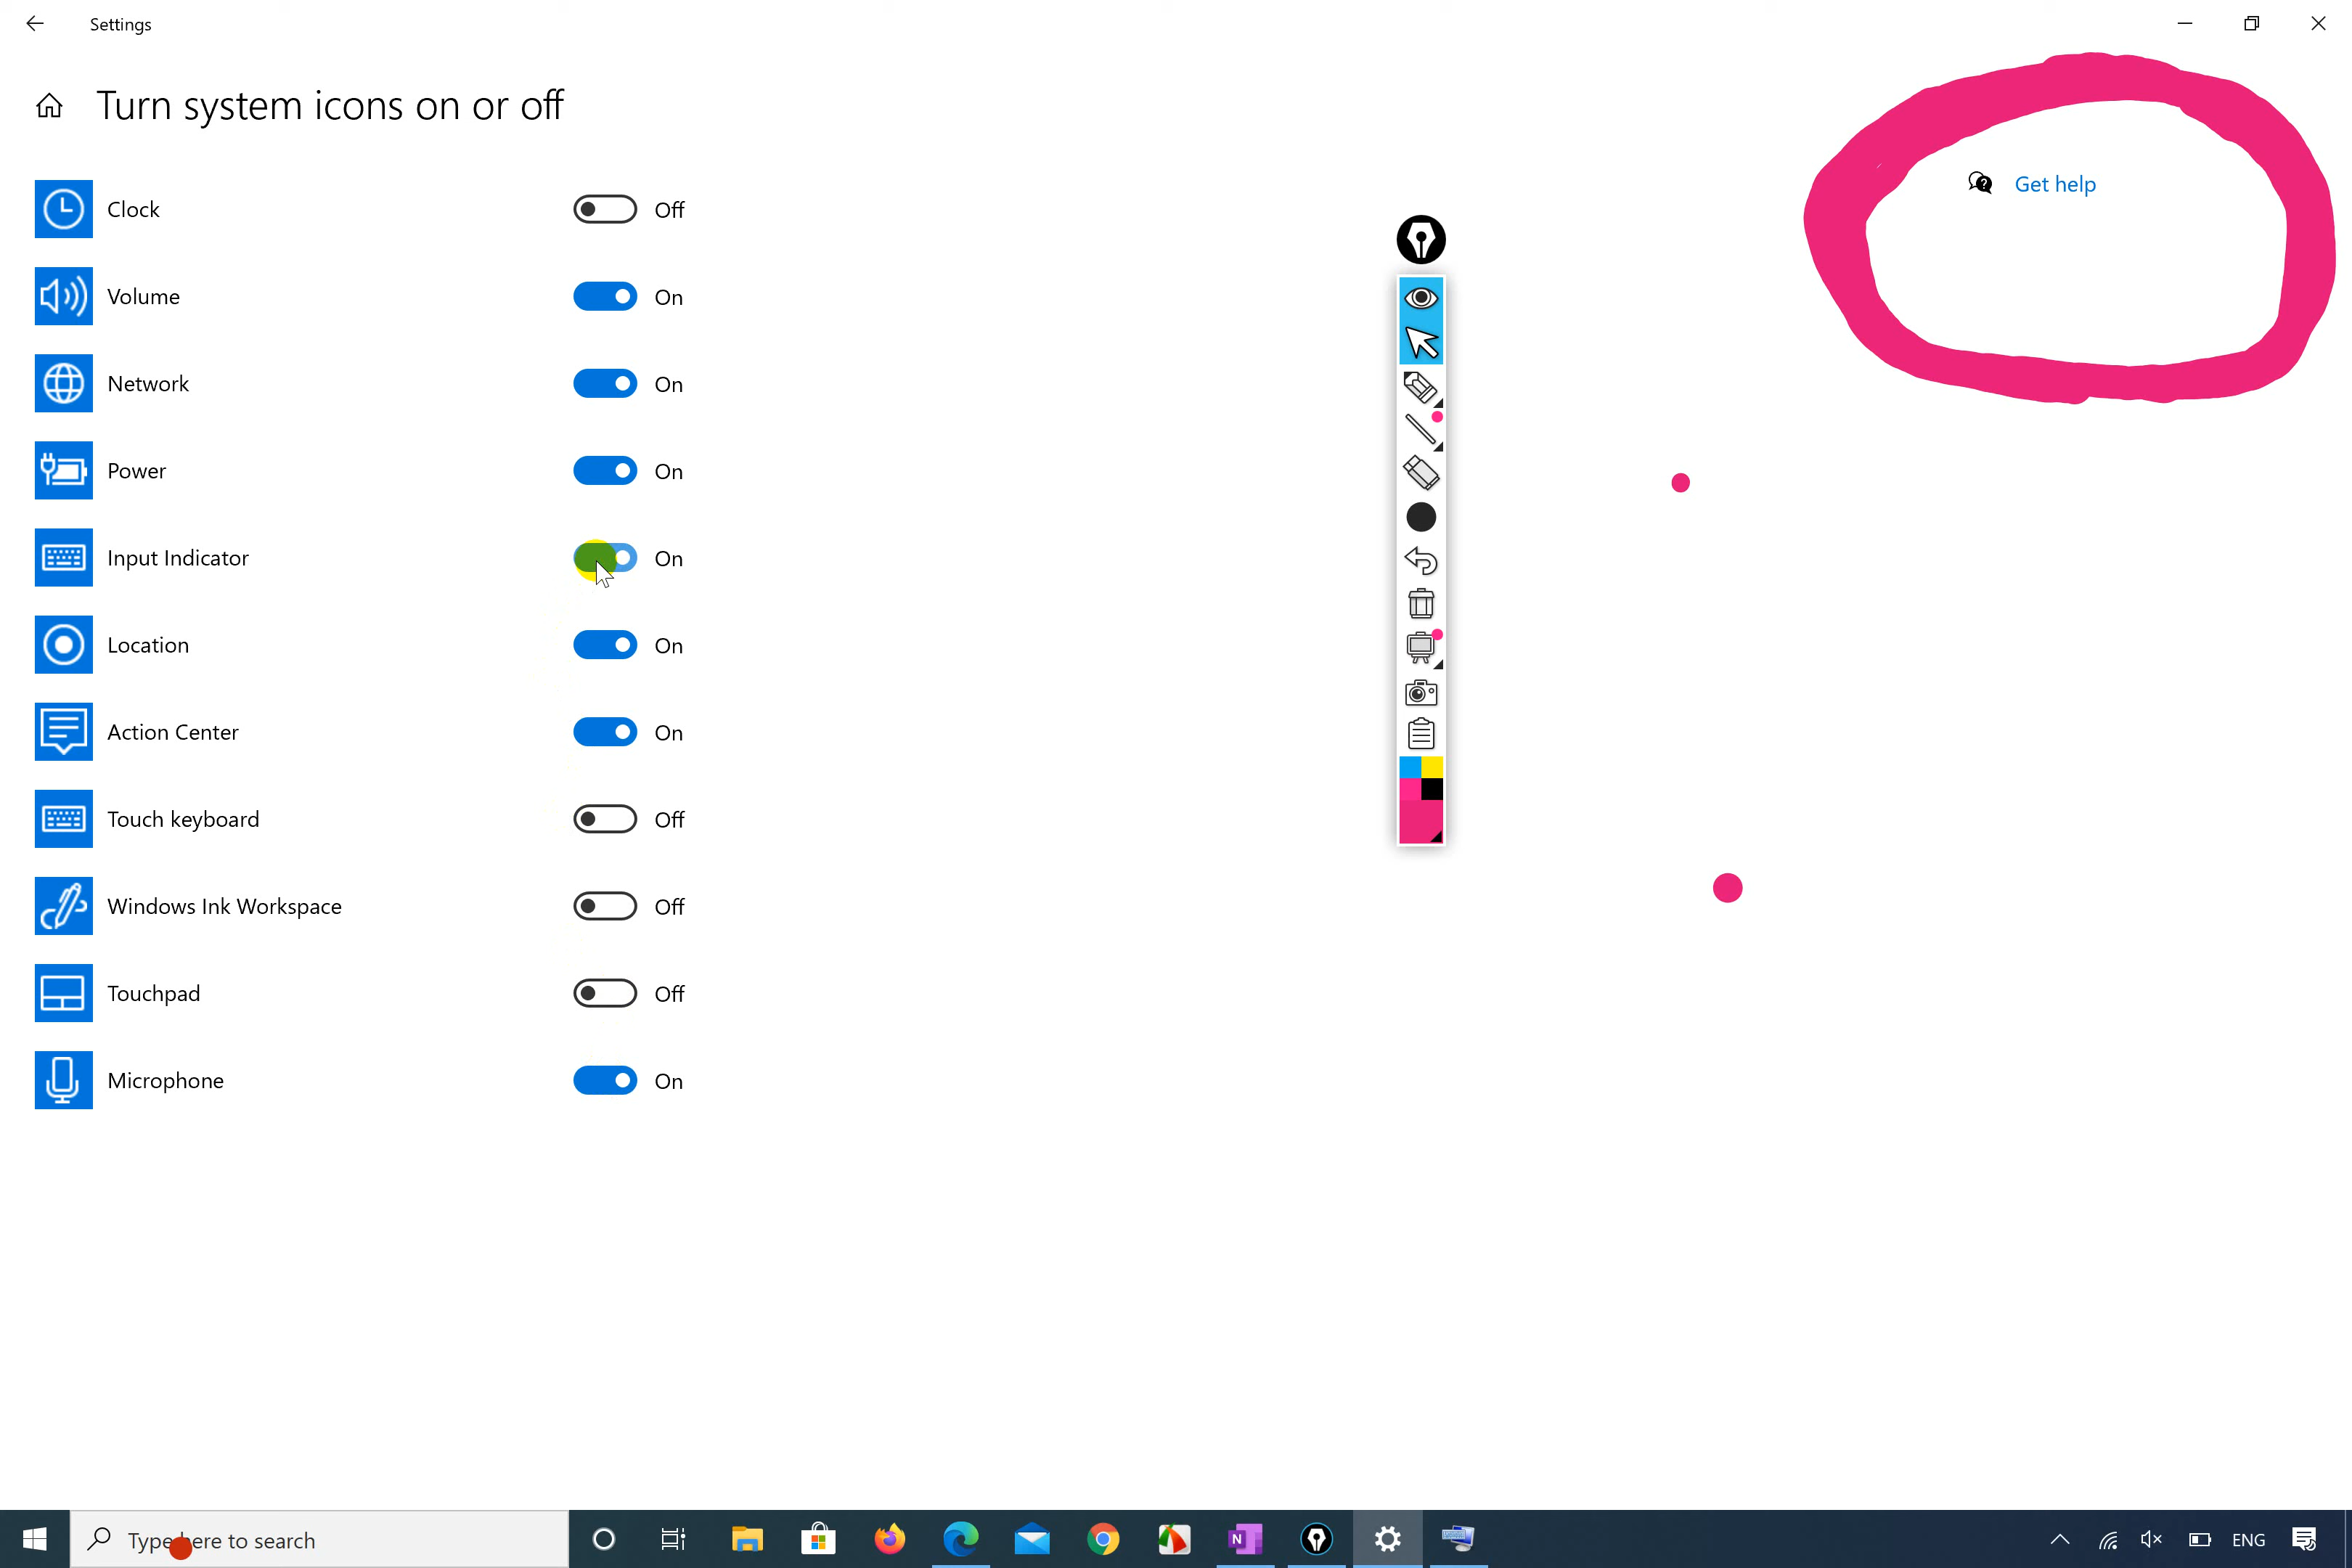 Settings
Turn system icons on or off
Get help
Clock Off
Volume On
Network On
Power On
Input Indicator On
Location On
Action Center On
Touch keyboard Off
Windows Ink Workspace Off
Touchpad Off
Microphone On
Type here to search
N
ENG